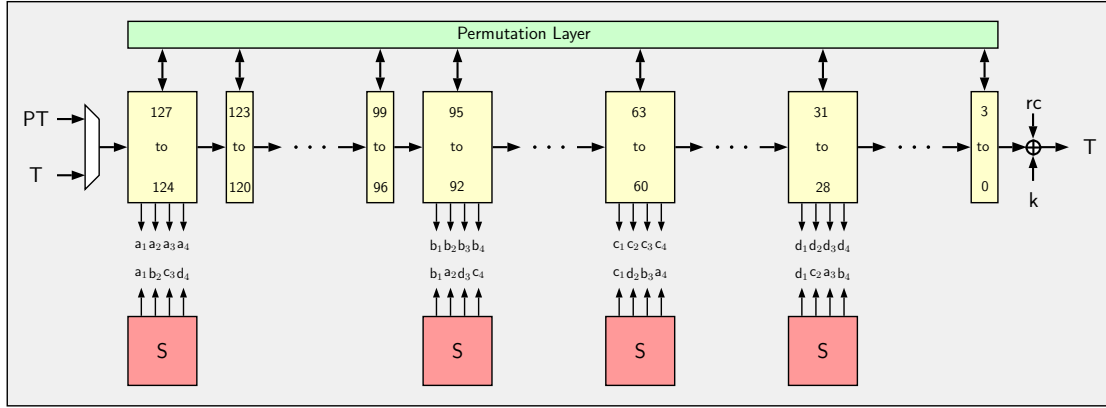 Permutation Layer
127 123 99 95 63 31 3 rc
PT
to to · · · to to · · · to · · · to · · · to T
T
124 120 96 92 60 28 0
k
a₁ a₂ a₃ a₄ b₁ b₂ b₃ b₄ c₁ c₂ c₃ c₄ d₁ d₂ d₃ d₄
a₁ b₂ c₃ d₄ b₁ a₂ d₃ c₄ c₁ d₂ b₃ a₄ d₁ c₂ a₃ b₄
S S S S